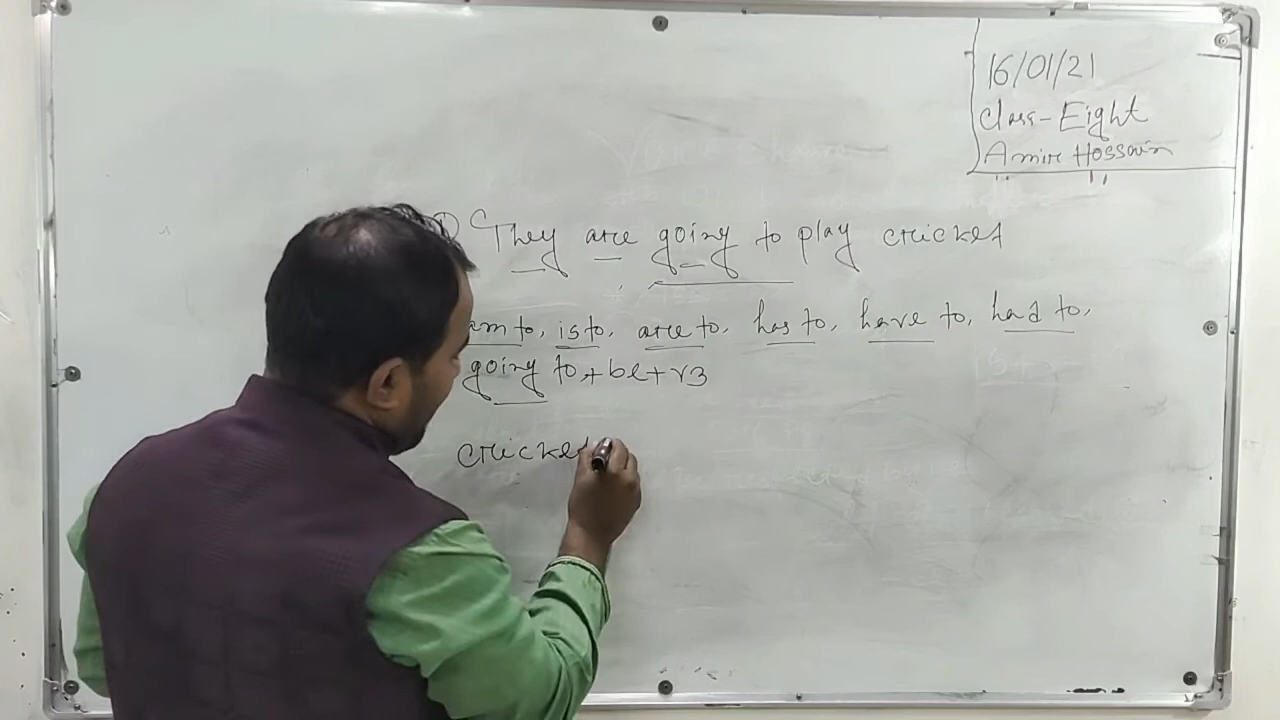 16/01/21
Class-Eight
Amir Hossain
They are going to play cricket
am to, is to, are to, has to, have to, had to,
going to + be + v3
cricket